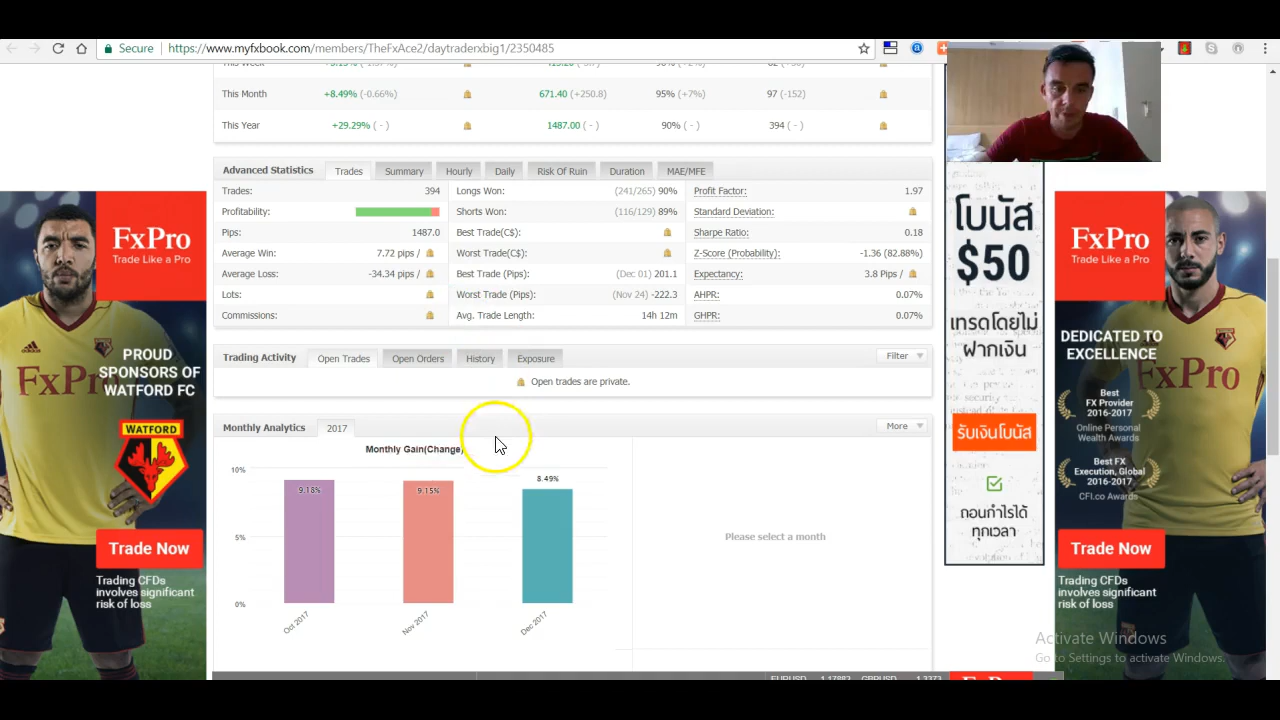 Secure https://www.myfxbook.com/members/TheFxAce2/daytraderxbig1/2350485
This Month +8.49% (-0.66%) 671.40 (+250.8) 95% (+7%) 97 (-152)
This Year +29.29% ( - ) 1487.00 ( - ) 90% ( - ) 394 ( - )
Advanced Statistics Trades Summary Hourly Daily Risk Of Ruin Duration MAE/MFE
Trades: 394 Longs Won: (241/265) 90% Profit Factor: 1.97
Profitability: Shorts Won: (116/129) 89% Standard Deviation:
Pips: 1487.0 Best Trade(C$): Sharpe Ratio: 0.18
Average Win: 7.72 pips / Worst Trade(C$): Z-Score (Probability): -1.36 (82.88%)
Average Loss: -34.34 pips / Best Trade (Pips): (Dec 01) 201.1 Expectancy: 3.8 Pips /
Lots: Worst Trade (Pips): (Nov 24) -222.3 AHPR: 0.07%
Commissions: Avg. Trade Length: 14h 12m GHPR: 0.07%
Trading Activity Open Trades Open Orders History Exposure Filter
Open trades are private.
Monthly Analytics 2017 More
Monthly Gain(Change)
10%
9.18% 9.15% 8.49%
5%
0%
Oct 2017 Nov 2017 Dec 2017
Please select a month
FxPro
Trade Like a Pro
PROUD
SPONSORS OF
WATFORD FC
WATFORD
FxPro
Trade Now
Trading CFDs
involves significant
risk of loss
โบนัส
$50
เทรดโดยไม่
ฝากเงิน
รับเงินโบนัส
ถอนกำไรได้
ทุกเวลา
FxPro
Trade Like a Pro
DEDICATED TO
EXCELLENCE
FxPro
Best
FX Provider
2016-2017
Online Personal
Wealth Awards
Best FX
Execution, Global
2016-2017
CFI.co Awards
Trade Now
Trading CFDs
involves significant
risk of loss
Activate Windows
Go to Settings to activate Windows.